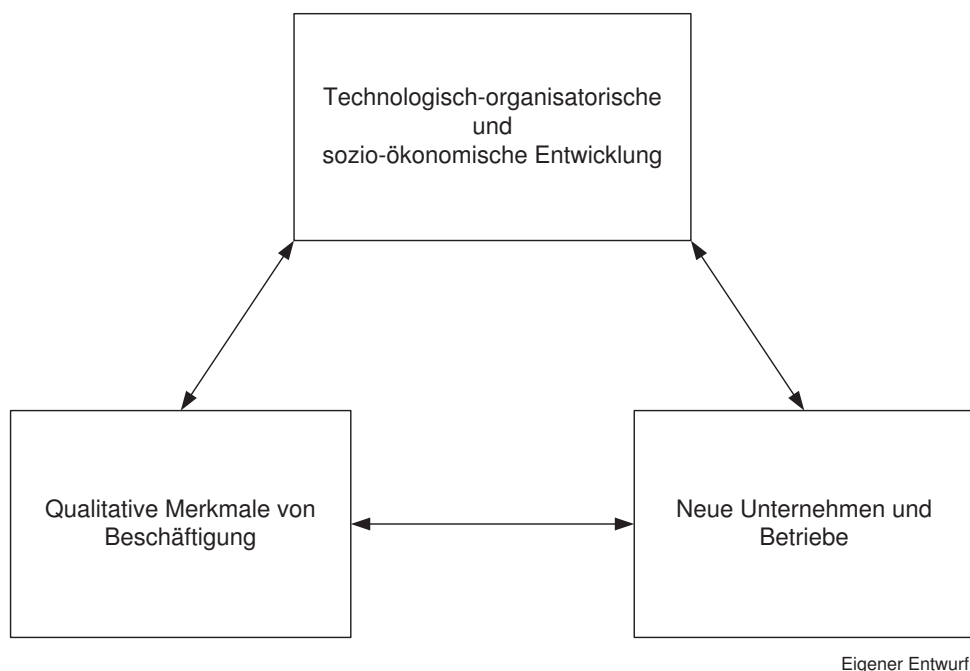 Technologisch-organisatorische
und
sozio-ökonomische Entwicklung
Qualitative Merkmale von
Beschäftigung
Neue Unternehmen und
Betriebe
Eigener Entwurf